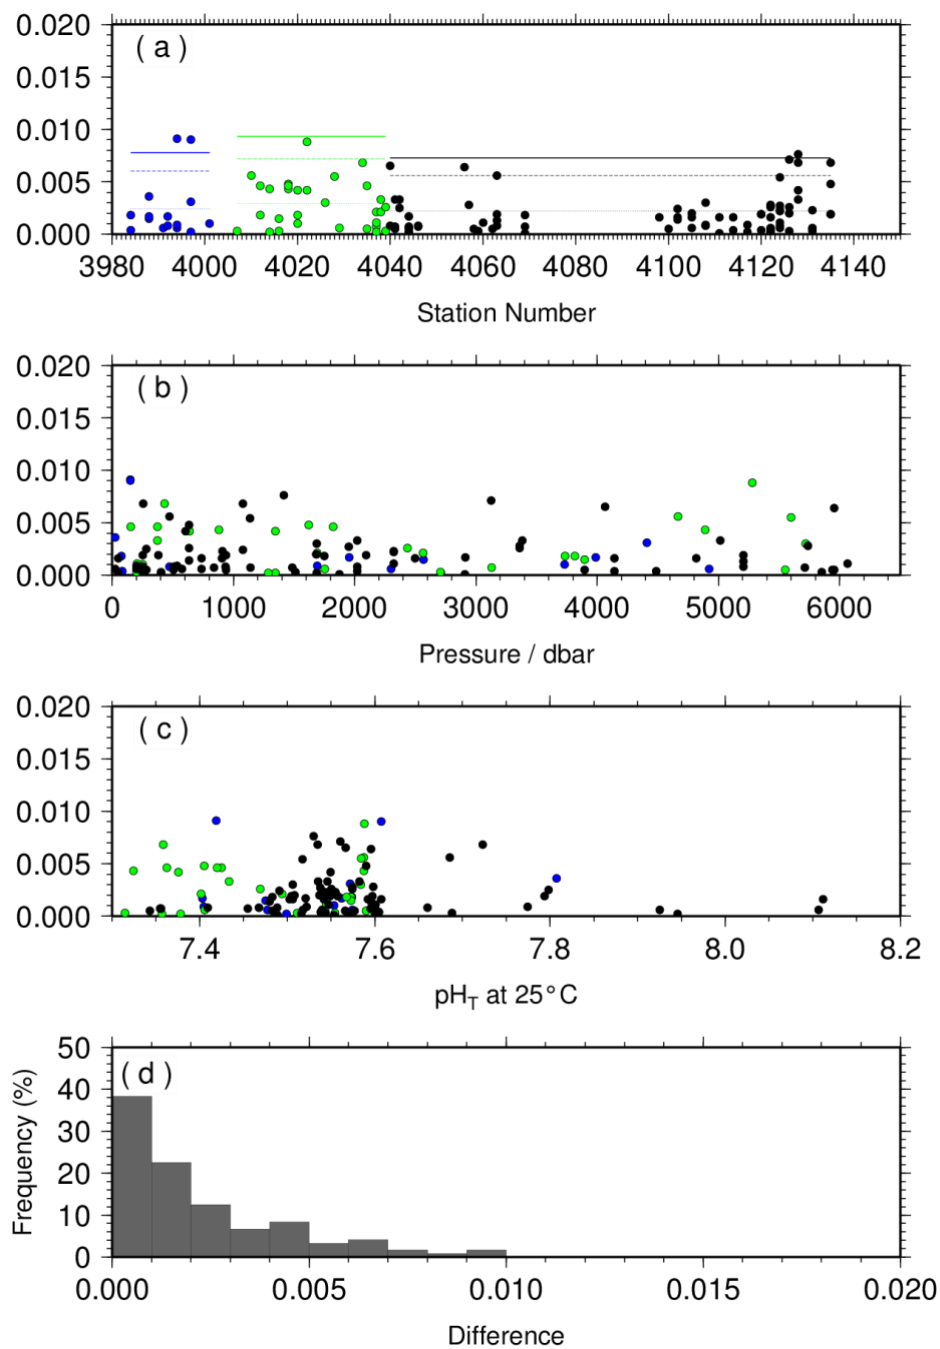 0.020
( a )
0.015
0.010
0.005
0.000
3980 4000 4020 4040 4060 4080 4100 4120 4140
Station Number
0.020
( b )
0.015
0.010
0.005
0.000
0 1000 2000 3000 4000 5000 6000
Pressure / dbar
0.020
( c )
0.015
0.010
0.005
0.000
7.4 7.6 7.8 8.0 8.2
pHT at 25°C
50
( d )
40
30
20
10
0
Frequency (%)
0.000 0.005 0.010 0.015 0.020
Difference